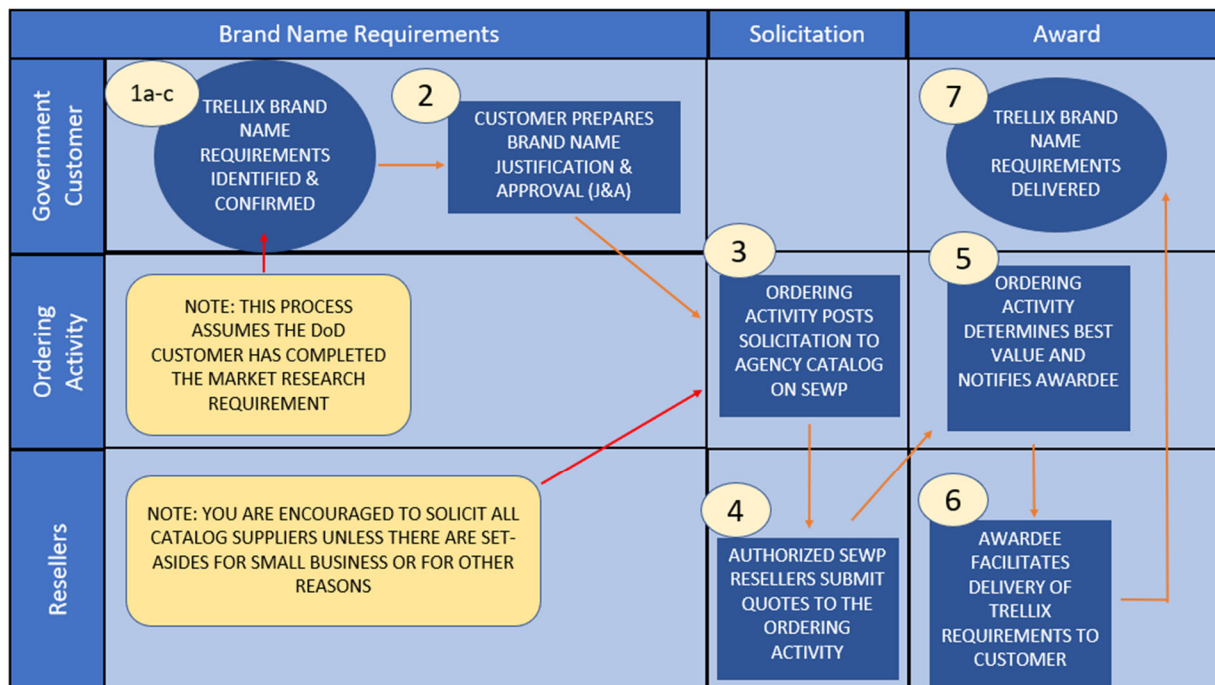 Brand Name Requirements
Solicitation
Award
Government
Customer
1a-c
TRELLIX BRAND
NAME
REQUIREMENTS
IDENTIFIED &
CONFIRMED
2
CUSTOMER PREPARES
BRAND NAME
JUSTIFICATION &
APPROVAL (J&A)
7
TRELLIX BRAND
NAME
REQUIREMENTS
DELIVERED
Ordering
Activity
NOTE: THIS PROCESS
ASSUMES THE DoD
CUSTOMER HAS COMPLETED
THE MARKET RESEARCH
REQUIREMENT
3
ORDERING
ACTIVITY POSTS
SOLICITATION TO
AGENCY CATALOG
ON SEWP
5
ORDERING
ACTIVITY
DETERMINES BEST
VALUE AND
NOTIFIES AWARDEE
Resellers
NOTE: YOU ARE ENCOURAGED TO SOLICIT ALL
CATALOG SUPPLIERS UNLESS THERE ARE SET-
ASIDES FOR SMALL BUSINESS OR FOR OTHER
REASONS
4
AUTHORIZED SEWP
RESELLERS SUBMIT
QUOTES TO THE
ORDERING
ACTIVITY
6
AWARDEE
FACILITATES
DELIVERY OF
TRELLIX
REQUIREMENTS TO
CUSTOMER